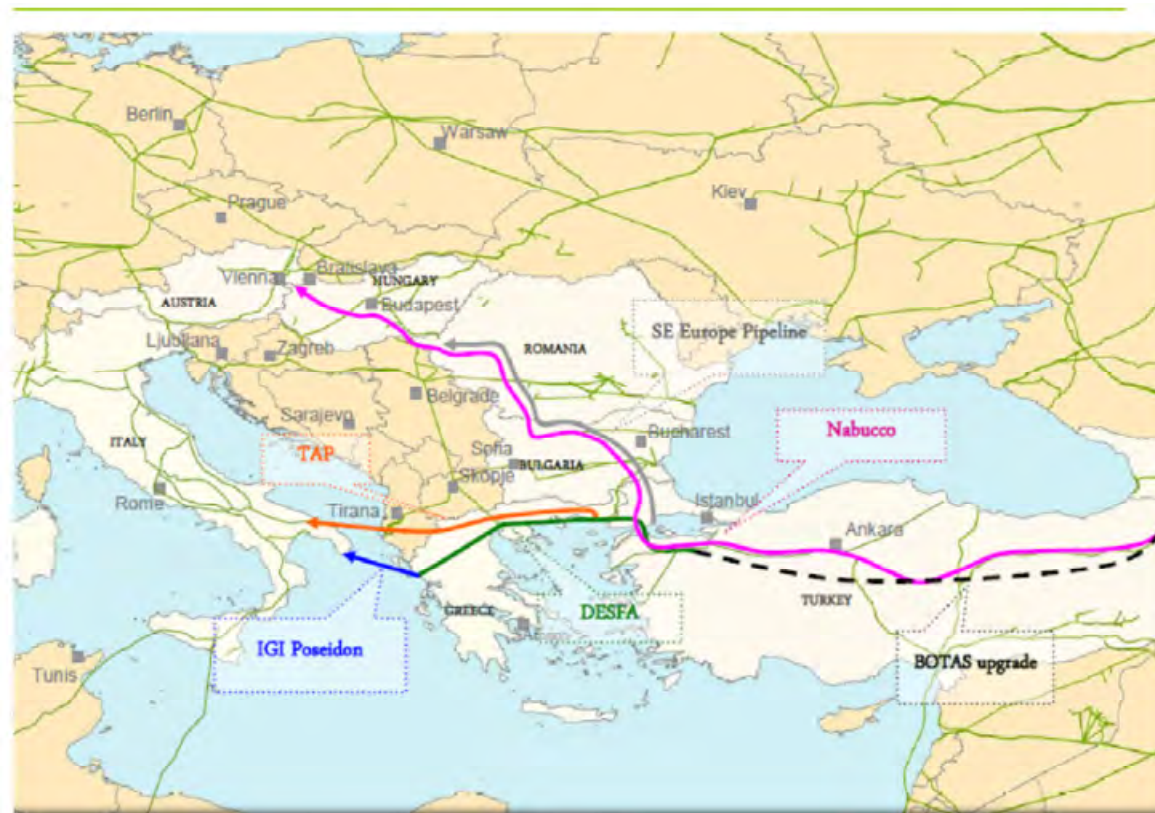 Berlin
Warsaw
Kiev
Prague
Vienna
Bratislava
HUNGARY
AUSTRIA
Budapest
SE Europe Pipeline
Ljubljana
Zagreb
ROMANIA
Belgrade
Sarajevo
Bucharest
Nabucco
ITALY
TAP
Sofia
BULGARIA
Skopje
Rome
Tirana
Istanbul
Ankara
TURKEY
GREECE
DESFA
IGI Poseidon
BOTAS upgrade
Tunis